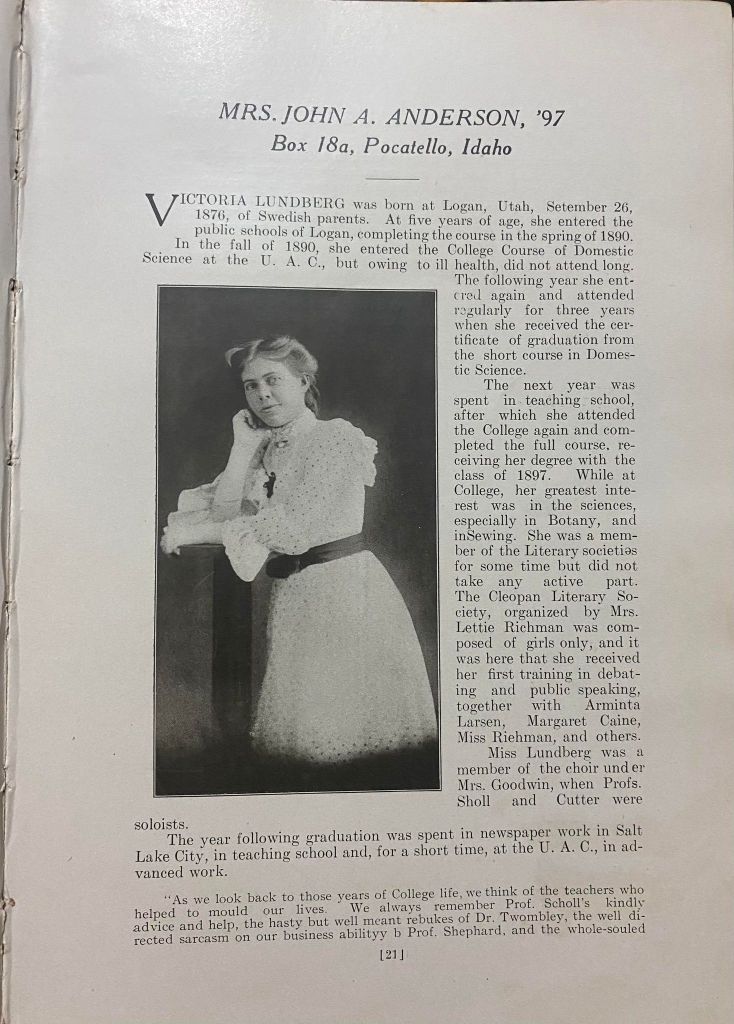 MRS. JOHN A. ANDERSON, '97
Box 18a, Pocatello, Idaho
VICTORIA LUNDBERG was born at Logan, Utah, Setember 26,
1876, of Swedish parents. At five years of age, she entered the
public schools of Logan, completing the course in the spring of 1890.
In the fall of 1890, she entered the College Course of Domestic
Science at the U. A. C., but owing to ill health, did not attend long.
The following year she ent-
ered again and attended
regularly for three years
when she received the cer-
tificate of graduation from
the short course in Domes-
tic Science.
The next year was
spent in teaching school,
after which she attended
the College again and com-
pleted the full course, re-
ceiving her degree with the
class of 1897. While at
College, her greatest inte-
rest was in the sciences,
especially in Botany, and
inSewing. She was a mem-
ber of the Literary societies
for some time but did not
take any active part.
The Cleopan Literary So-
ciety, organized by Mrs.
Lettie Richman was com-
posed of girls only, and it
was here that she received
her first training in debat-
ing and public speaking,
together with Arminta
Larsen, Margaret Caine,
Miss Riehman, and others.
Miss Lundberg was a
member of the choir under
Mrs. Goodwin, when Profs.
Sholl and Cutter were
soloists.
The year following graduation was spent in newspaper work in Salt
Lake City, in teaching school and, for a short time, at the U. A. C., in ad-
vanced work.
"As we look back to those years of College life, we think of the teachers who
helped to mould our lives. We always remember Prof. Scholl's kindly
advice and help, the hasty but well meant rebukes of Dr. Twombley, the well di-
rected sarcasm on our business abilityy b Prof. Shephard, and the whole-souled
[21]